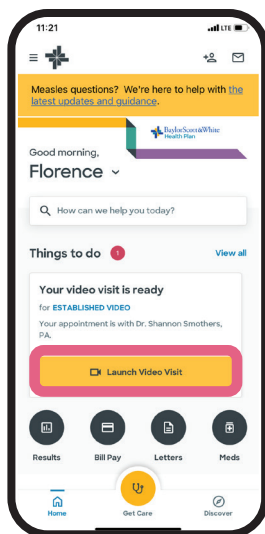 11:21
LTE
Measles questions? We're here to help with the
latest updates and guidance.
BaylorScott&White
Health Plan
Good morning,
Florence
How can we help you today?
Things to do 1 View all
Your video visit is ready
for ESTABLISHED VIDEO
Your appointment is with Dr. Shannon Smothers,
PA.
Launch Video Visit
Results Bill Pay Letters Meds
Home Get Care Discover